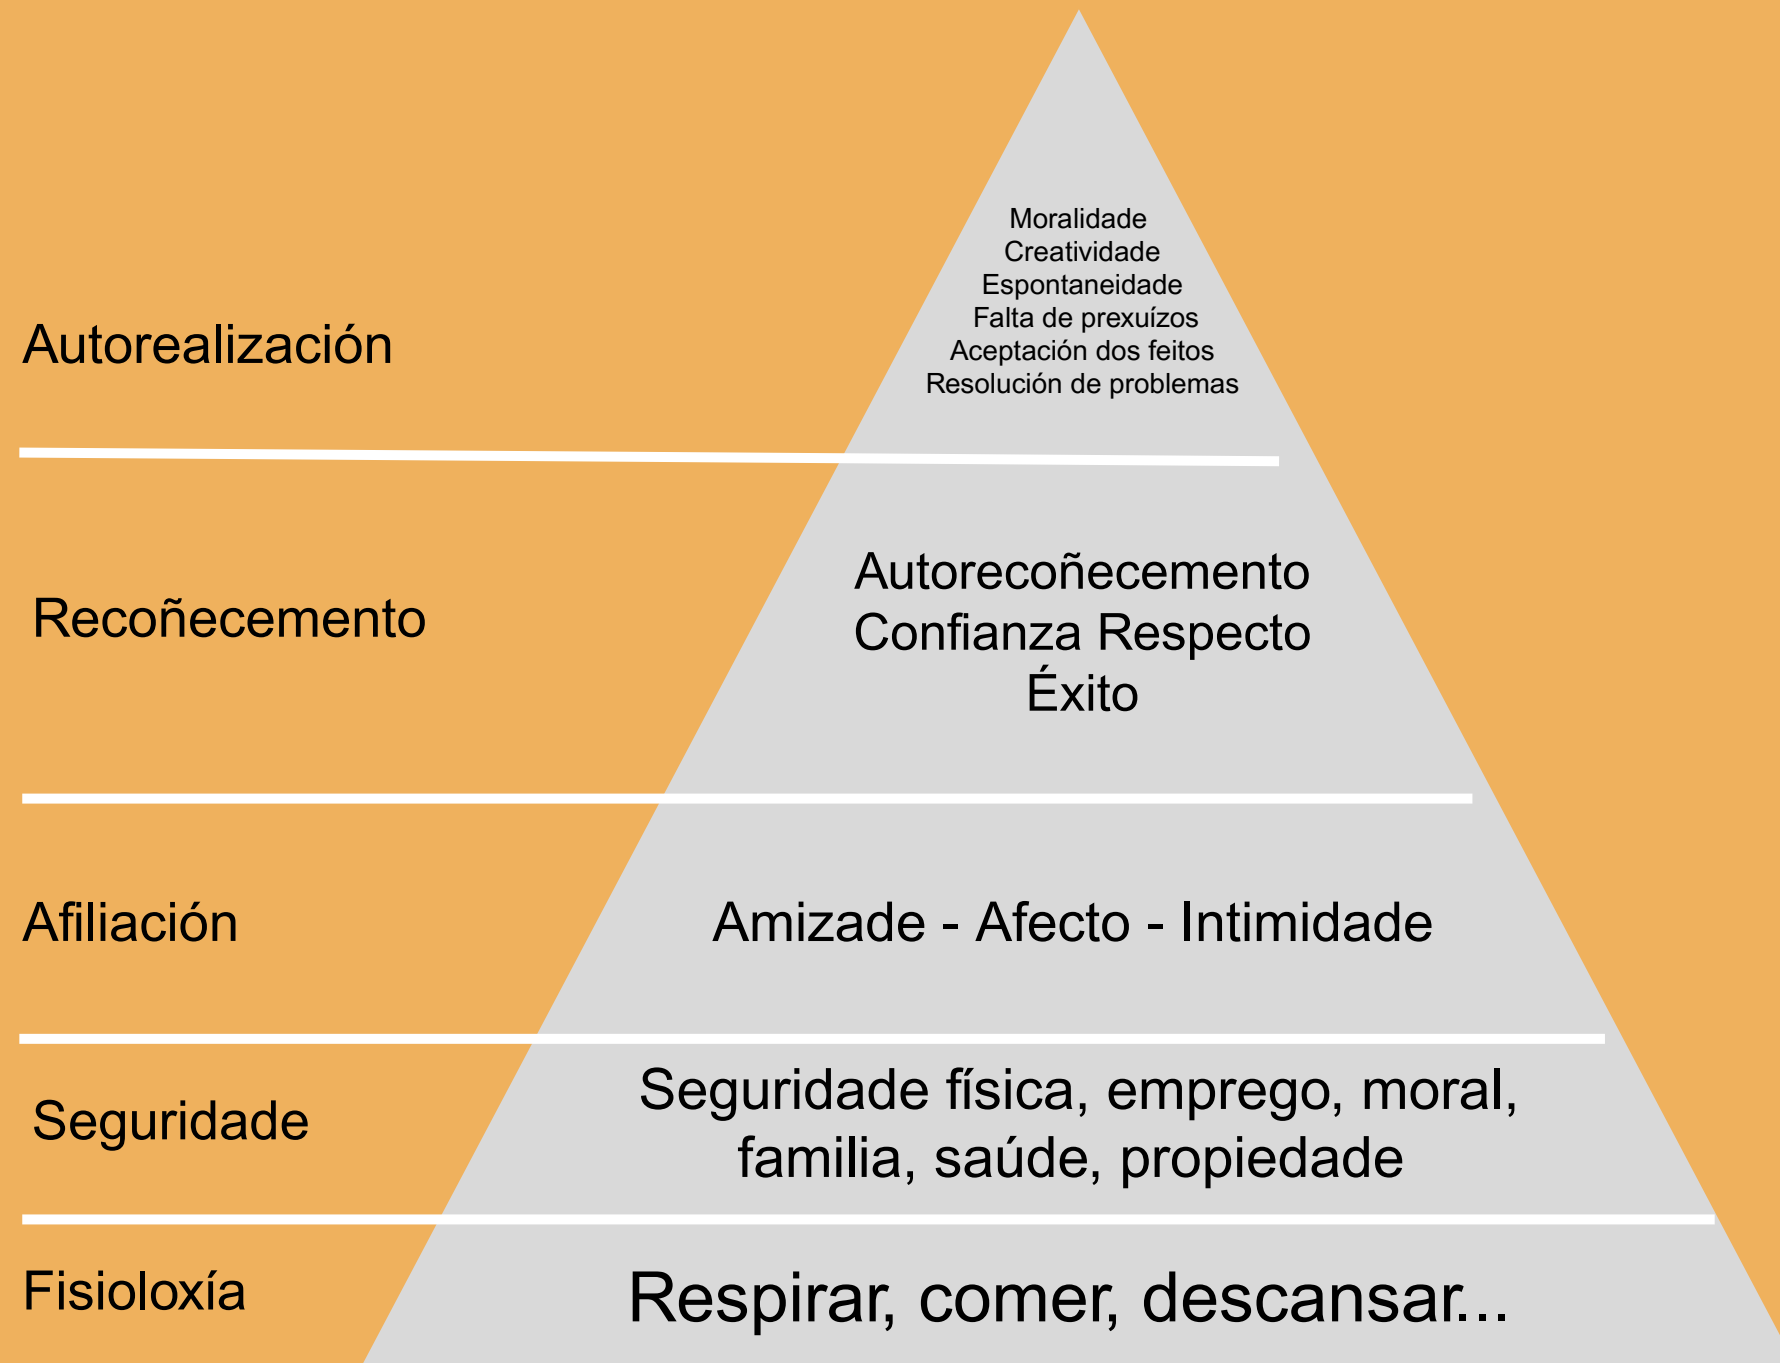 Moralidade
Creatividade
Espontaneidade
Falta de prexuízos
Aceptación dos feitos
Resolución de problemas
Autorealización
Autorecoñecemento
Confianza Respecto
Éxito
Recoñecemento
Afiliación
Amizade - Afecto - Intimidade
Seguridade física, emprego, moral,
familia, saúde, propiedade
Seguridade
Fisioloxía
Respirar, comer, descansar...